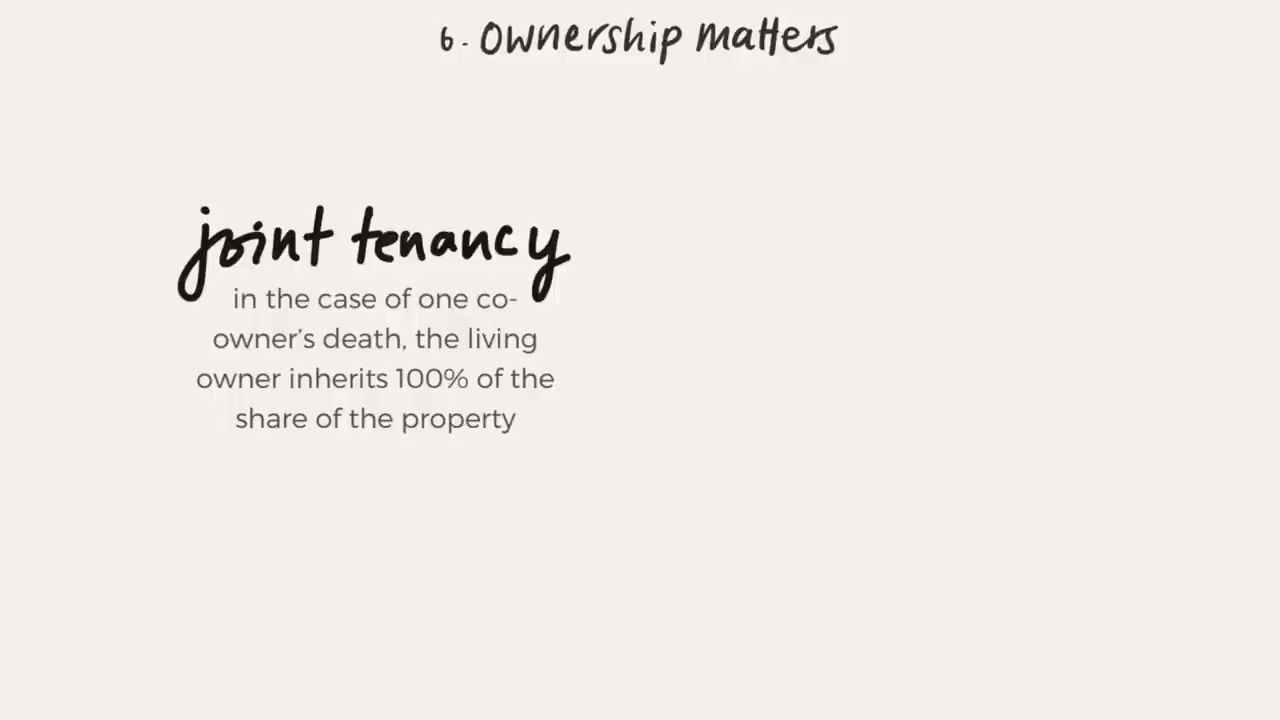 6. Ownership matters
joint tenancy
in the case of one co-
owner’s death, the living
owner inherits 100% of the
share of the property